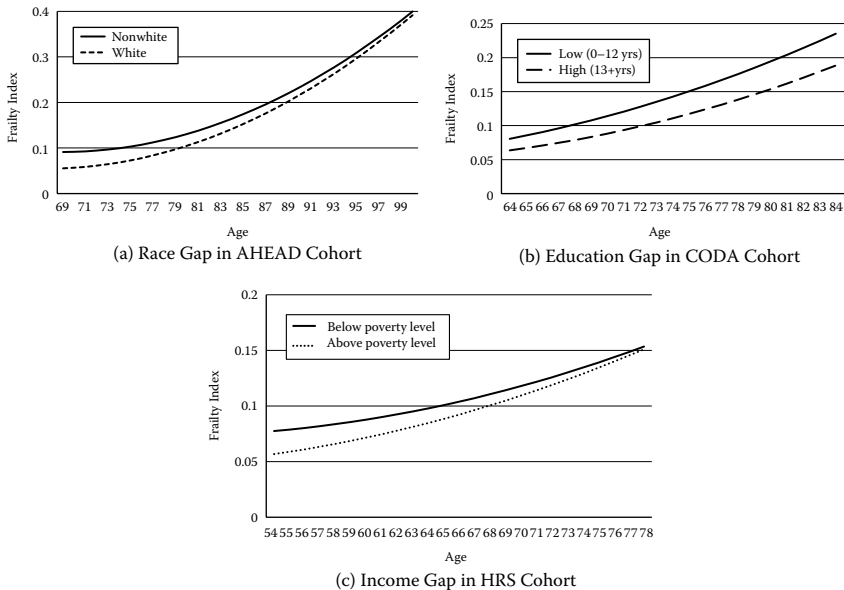 0.4
0.3
0.2
0.1
0
Frailty Index
Nonwhite
White
69 71 73 75 77 79 81 83 85 87 89 91 93 95 97 99
Age
(a) Race Gap in AHEAD Cohort
0.25
0.2
0.15
0.1
0.05
0
Frailty Index
Low (0–12 yrs)
High (13+yrs)
64 65 66 67 68 69 70 71 72 73 74 75 76 77 78 79 80 81 82 83 84
Age
(b) Education Gap in CODA Cohort
0.2
0.15
0.1
0.05
0
Frailty Index
Below poverty level
Above poverty level
54 55 56 57 58 59 60 61 62 63 64 65 66 67 68 69 70 71 72 73 74 75 76 77 78
Age
(c) Income Gap in HRS Cohort